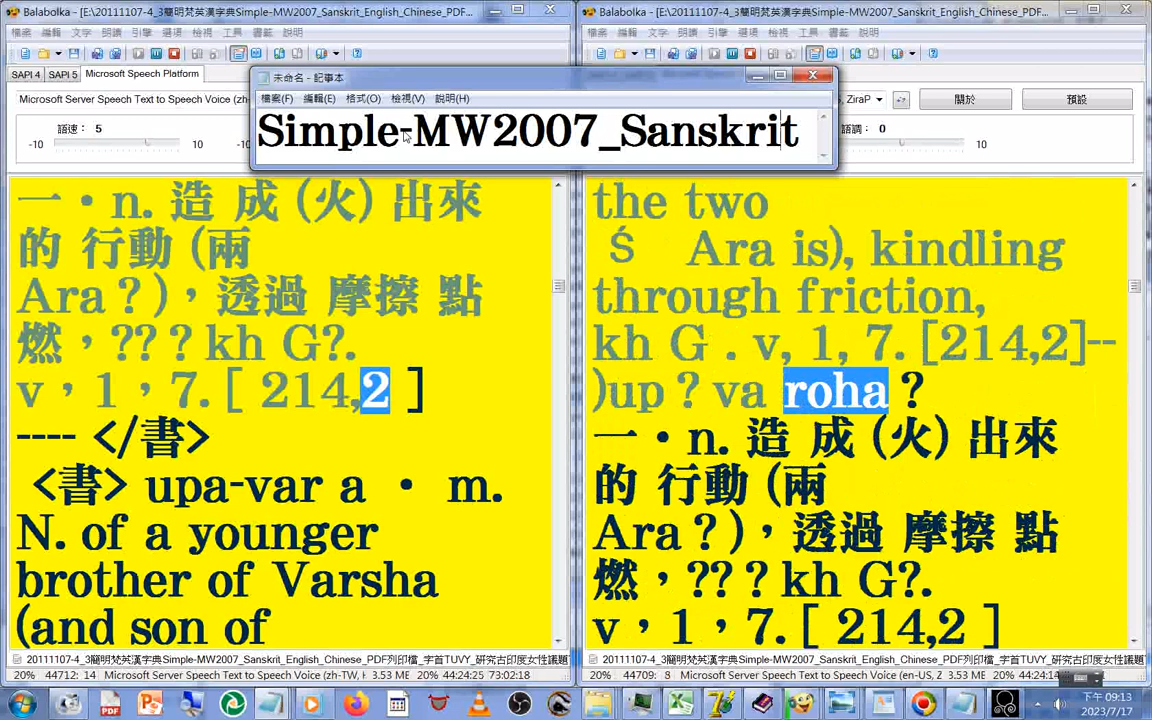 Balabolka - [E:\20111107-4_3簡明梵英漢字典Simple-MW2007_Sanskrit_English_Chinese_PDF...
檔案 編輯 文字 朗讀 引擎 選項 檢視 工具 書籤 說明
SAPI 4 SAPI 5 Microsoft Speech Platform
Microsoft Server Speech Text to Speech Voice (zh-
語速： 5
-10 10
一‧n. 造 成 (火) 出來
的 行動 (兩
Ara？)，透過 摩擦 點
燃，??？kh G?.
v，1，7. [ 214,2 ]
---- </書>
<書> upa-var a ‧ m.
N. of a younger
brother of Varsha
(and son of
20111107-4_3簡明梵英漢字典Simple-MW2007_Sanskrit_English_Chinese_PDF列印檔_字首TUVY_研究古印度女性議題
20% 44712: 14 Microsoft Server Speech Text to Speech Voice (zh-TW, 3.53 MB 44:24:25/73:02:18
未命名 - 記事本
檔案(F) 編輯(E) 格式(O) 檢視(V) 說明(H)
Simple-MW2007_Sanskrit
Balabolka - [E:\20111107-4_3簡明梵英漢字典Simple-MW2007_Sanskrit_English_Chinese_PDF...
檔案 編輯 文字 朗讀 引擎 選項 檢視 工具 書籤 說明
, ZiraP 關於 預設
語調： 0
10
the two
Ś Ara is), kindling
through friction,
kh G . v, 1, 7. [214,2]--
)up ? va roha ?
一‧n. 造 成 (火) 出來
的 行動 (兩
Ara？)，透過 摩擦 點
燃，??？kh G?.
v，1，7. [ 214,2 ]
20111107-4_3簡明梵英漢字典Simple-MW2007_Sanskrit_English_Chinese_PDF列印檔_字首TUVY_研究古印度女性議題
20% 44709: 8 Microsoft Server Speech Text to Speech Voice (en-US, Z 3.53 MB
下午 09:13
2023/7/17